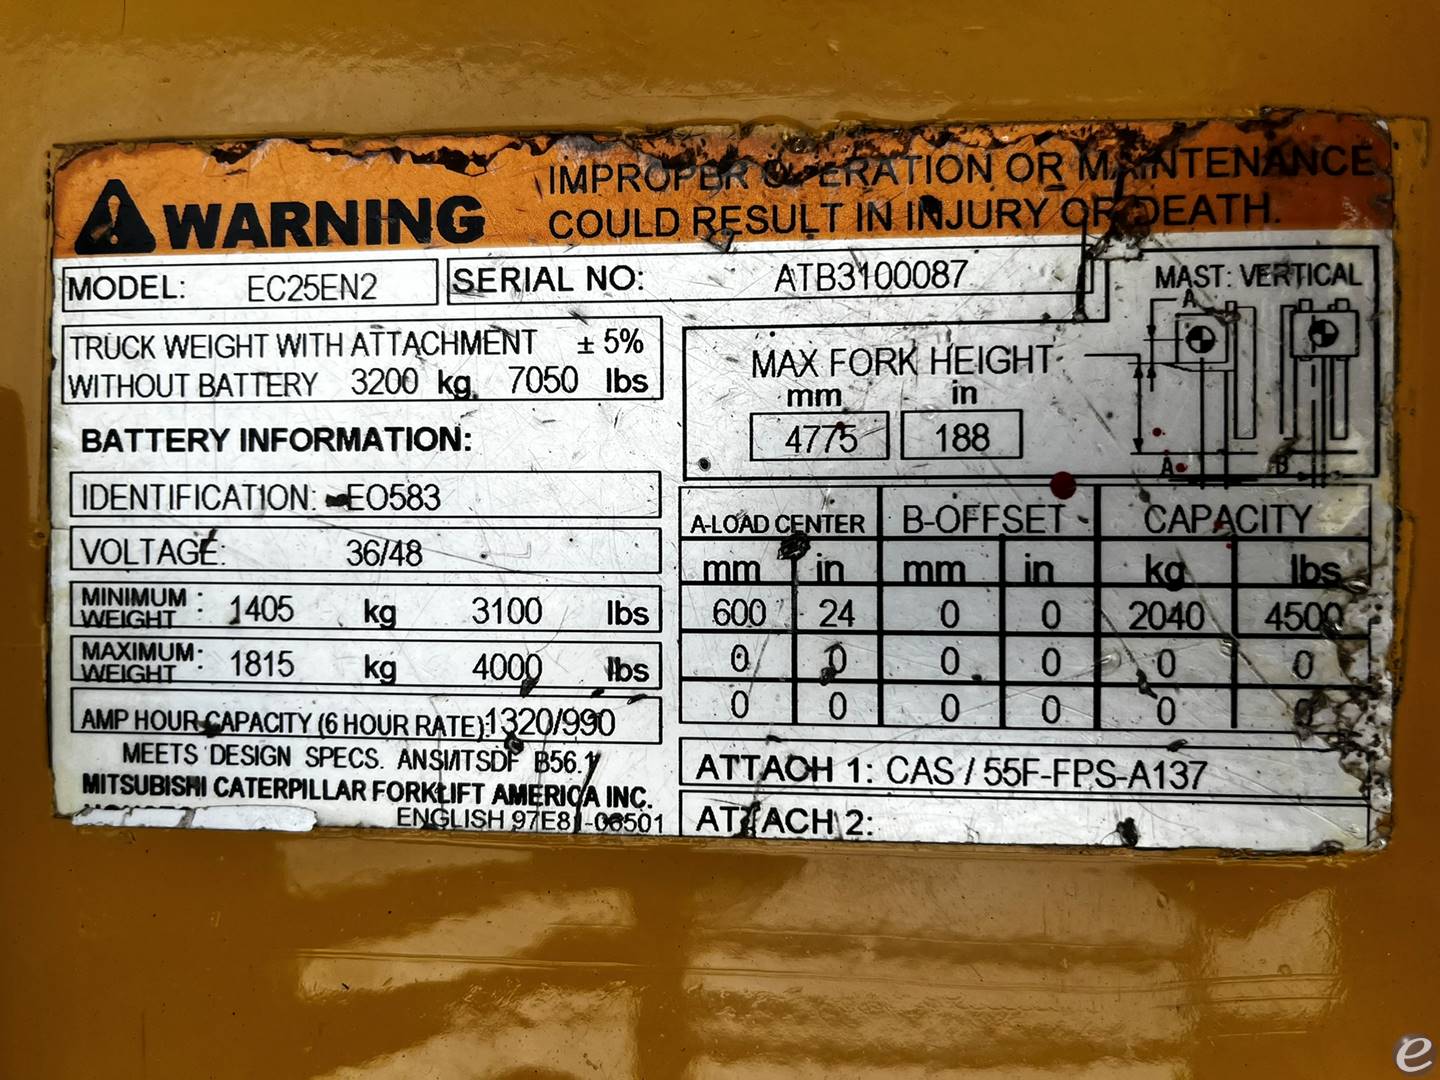 WARNING
IMPROPER OPERATION OR MAINTENANCE
COULD RESULT IN INJURY OR DEATH.
MODEL: EC25EN2
SERIAL NO: ATB3100087
TRUCK WEIGHT WITH ATTACHMENT ± 5%
WITHOUT BATTERY 3200 kg. 7050 lbs
BATTERY INFORMATION:
IDENTIFICATION: EO583
VOLTAGE: 36/48
MINIMUM WEIGHT : 1405 kg 3100 lbs
MAXIMUM WEIGHT : 1815 kg 4000 lbs
AMP HOUR CAPACITY (6 HOUR RATE): 1320/990
MEETS DESIGN SPECS. ANSI/ITSDF B56.1
MITSUBISHI CATERPILLAR FORKLIFT AMERICA INC.
ENGLISH 97E81-06501
MAST: VERTICAL
A
MAX FORK HEIGHT
mm in
4775 188
A B
A-LOAD CENTER B-OFFSET CAPACITY
mm in mm in kg lbs
600 24 0 0 2040 4500
0 0 0 0 0 0
0 0 0 0 0 0
ATTACH 1: CAS / 55F-FPS-A137
ATTACH 2:
e